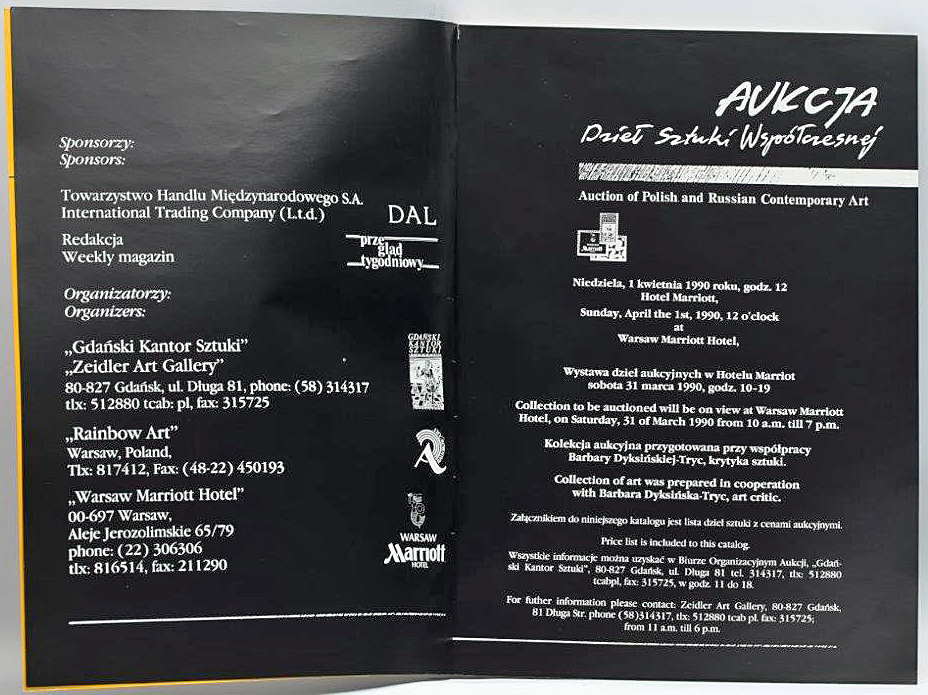 Sponsorzy:
Sponsors:
Towarzystwo Handlu Międzynarodowego S.A.
International Trading Company (L.t.d.)
DAL
Redakcja
Weekly magazin
prze
gląd
tygodniowy
Organizatorzy:
Organizers:
„Gdański Kantor Sztuki”
„Zeidler Art Gallery”
80-827 Gdańsk, ul. Długa 81, phone: (58) 314317
tlx: 512880 tcab: pl, fax: 315725
GDAŃSKI
KANTOR
SZTUKI
„Rainbow Art”
Warsaw, Poland,
Tlx: 817412, Fax: (48-22) 450193
A
„Warsaw Marriott Hotel”
00-697 Warsaw,
Aleje Jerozolimskie 65/79
phone: (22) 306306
tlx: 816514, fax: 211290
WARSAW
Marriott
HOTEL
AUKCJA
Dzieł Sztuki Współczesnej
Auction of Polish and Russian Contemporary Art
Marriott
Niedziela, 1 kwietnia 1990 roku, godz. 12
Hotel Marriott,
Sunday, April the 1st, 1990, 12 o'clock
at
Warsaw Marriott Hotel,
Wystawa dzieł aukcyjnych w Hotelu Marriot
sobota 31 marca 1990, godz. 10-19
Collection to be auctioned will be on view at Warsaw Marriott
Hotel, on Saturday, 31 of March 1990 from 10 a.m. till 7 p.m.
Kolekcja aukcyjna przygotowana przy współpracy
Barbary Dyksińskiej-Tryc, krytyka sztuki.
Collection of art was prepared in cooperation
with Barbara Dyksińska-Tryc, art critic.
Załącznikiem do niniejszego katalogu jest lista dzieł sztuki z cenami aukcyjnymi.
Price list is included to this catalog.
Wszystkie informacje można uzyskać w Biurze Organizacyjnym Aukcji, „Gdań-
ski Kantor Sztuki”, 80-827 Gdańsk, ul. Długa 81 tel. 314317, tlx: 512880
tcabpl, fax: 315725, w godz. 11 do 18.
For futher information please contact: Zeidler Art Gallery, 80-827 Gdańsk,
81 Długa Str. phone (58)314317, tlx: 512880 tcab pl. fax: 315725;
from 11 a.m. till 6 p.m.